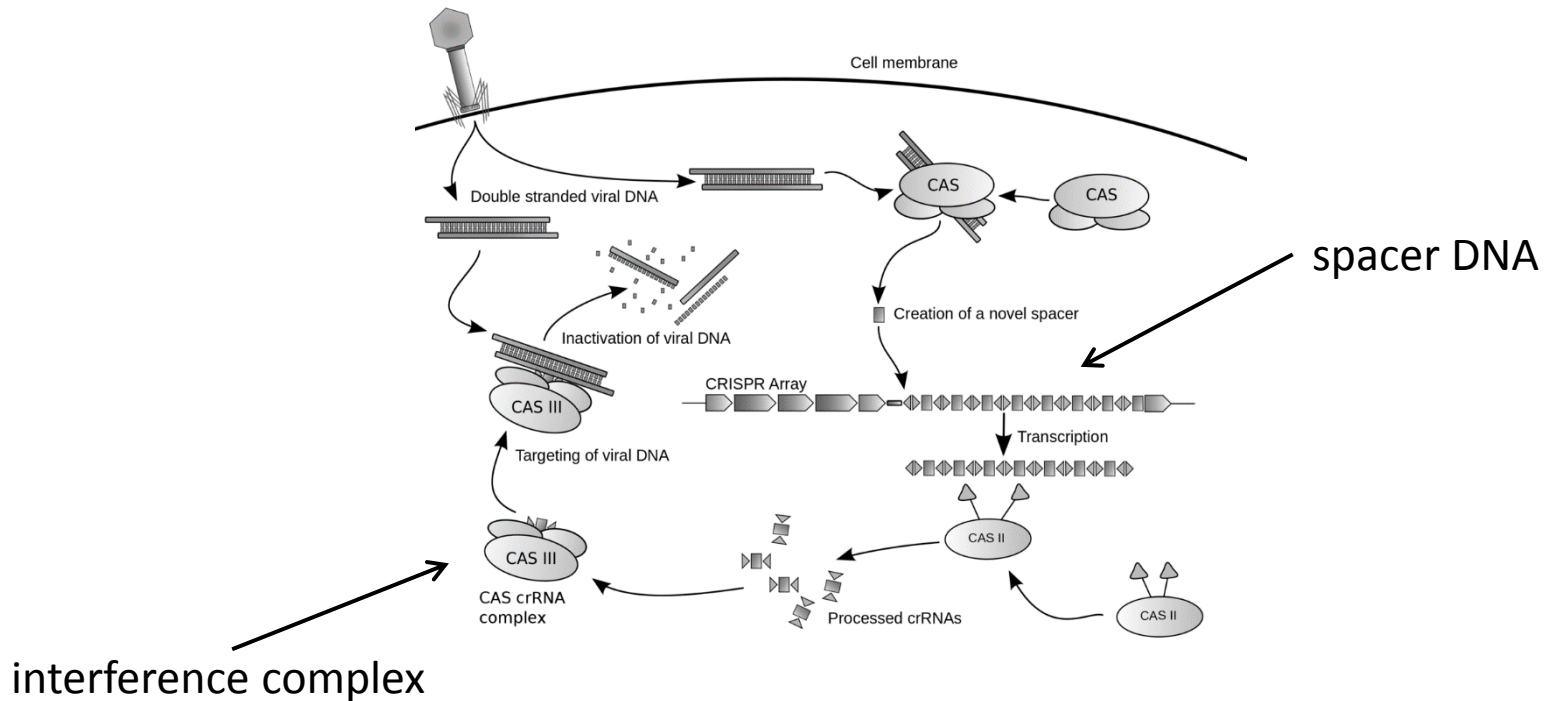 Cell membrane
Double stranded viral DNA
CAS
CAS
spacer DNA
Creation of a novel spacer
Inactivation of viral DNA
CRISPR Array
CAS III
Transcription
Targeting of viral DNA
CAS II
CAS III
CAS crRNA
complex
Processed crRNAs
CAS II
interference complex